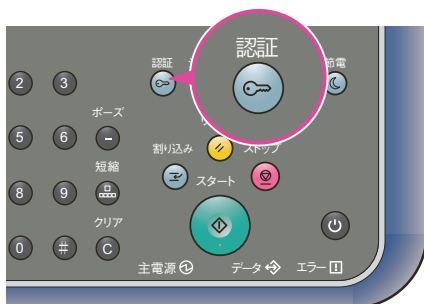 認証
認証
節電
2 3
ポーズ
5 6
割り込み
ストップ
短縮
スタート
8 9
クリア
0 # C
主電源
データ
エラー